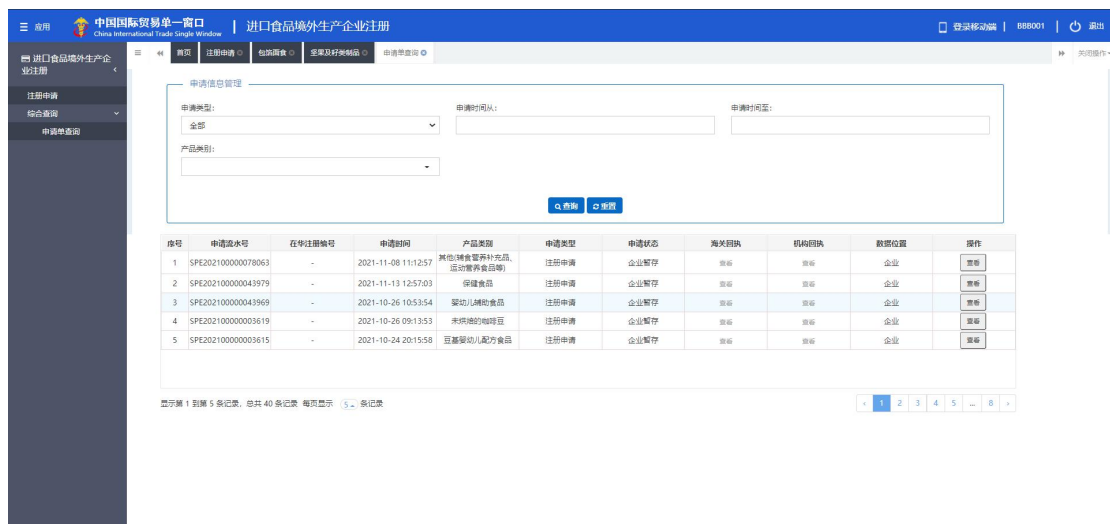 应用
中国国际贸易单一窗口
China International Trade Single Window
进口食品境外生产企业注册
登录移动端
BBB001
退出
进口食品境外生产企
业注册
注册申请
综合查询
申请单查询
首页 注册申请 包馅面食 坚果及籽类制品 申请单查询
关闭操作
申请信息管理
申请类型: 申请时间从: 申请时间至:
全部
产品类别:
查询 重置
序号 申请流水号 在华注册编号 申请时间 产品类别 申请类型 申请状态 海关回执 机构回执 数据位置 操作
1 SPE202100000078063 - 2021-11-08 11:12:57 其他(辅食营养补充品、 注册申请 企业暂存 查看 查看 企业 查看
运动营养食品等)
2 SPE202100000043979 - 2021-11-13 12:57:03 保健食品 注册申请 企业暂存 查看 查看 企业 查看
3 SPE202100000043969 - 2021-10-26 10:53:54 婴幼儿辅助食品 注册申请 企业暂存 查看 查看 企业 查看
4 SPE202100000003619 - 2021-10-26 09:13:53 未烘焙的咖啡豆 注册申请 企业暂存 查看 查看 企业 查看
5 SPE202100000003615 - 2021-10-24 20:15:58 豆基婴幼儿配方食品 注册申请 企业暂存 查看 查看 企业 查看
显示第 1 到第 5 条记录，总共 40 条记录 每页显示 5 条记录
‹ 1 2 3 4 5 ... 8 ›